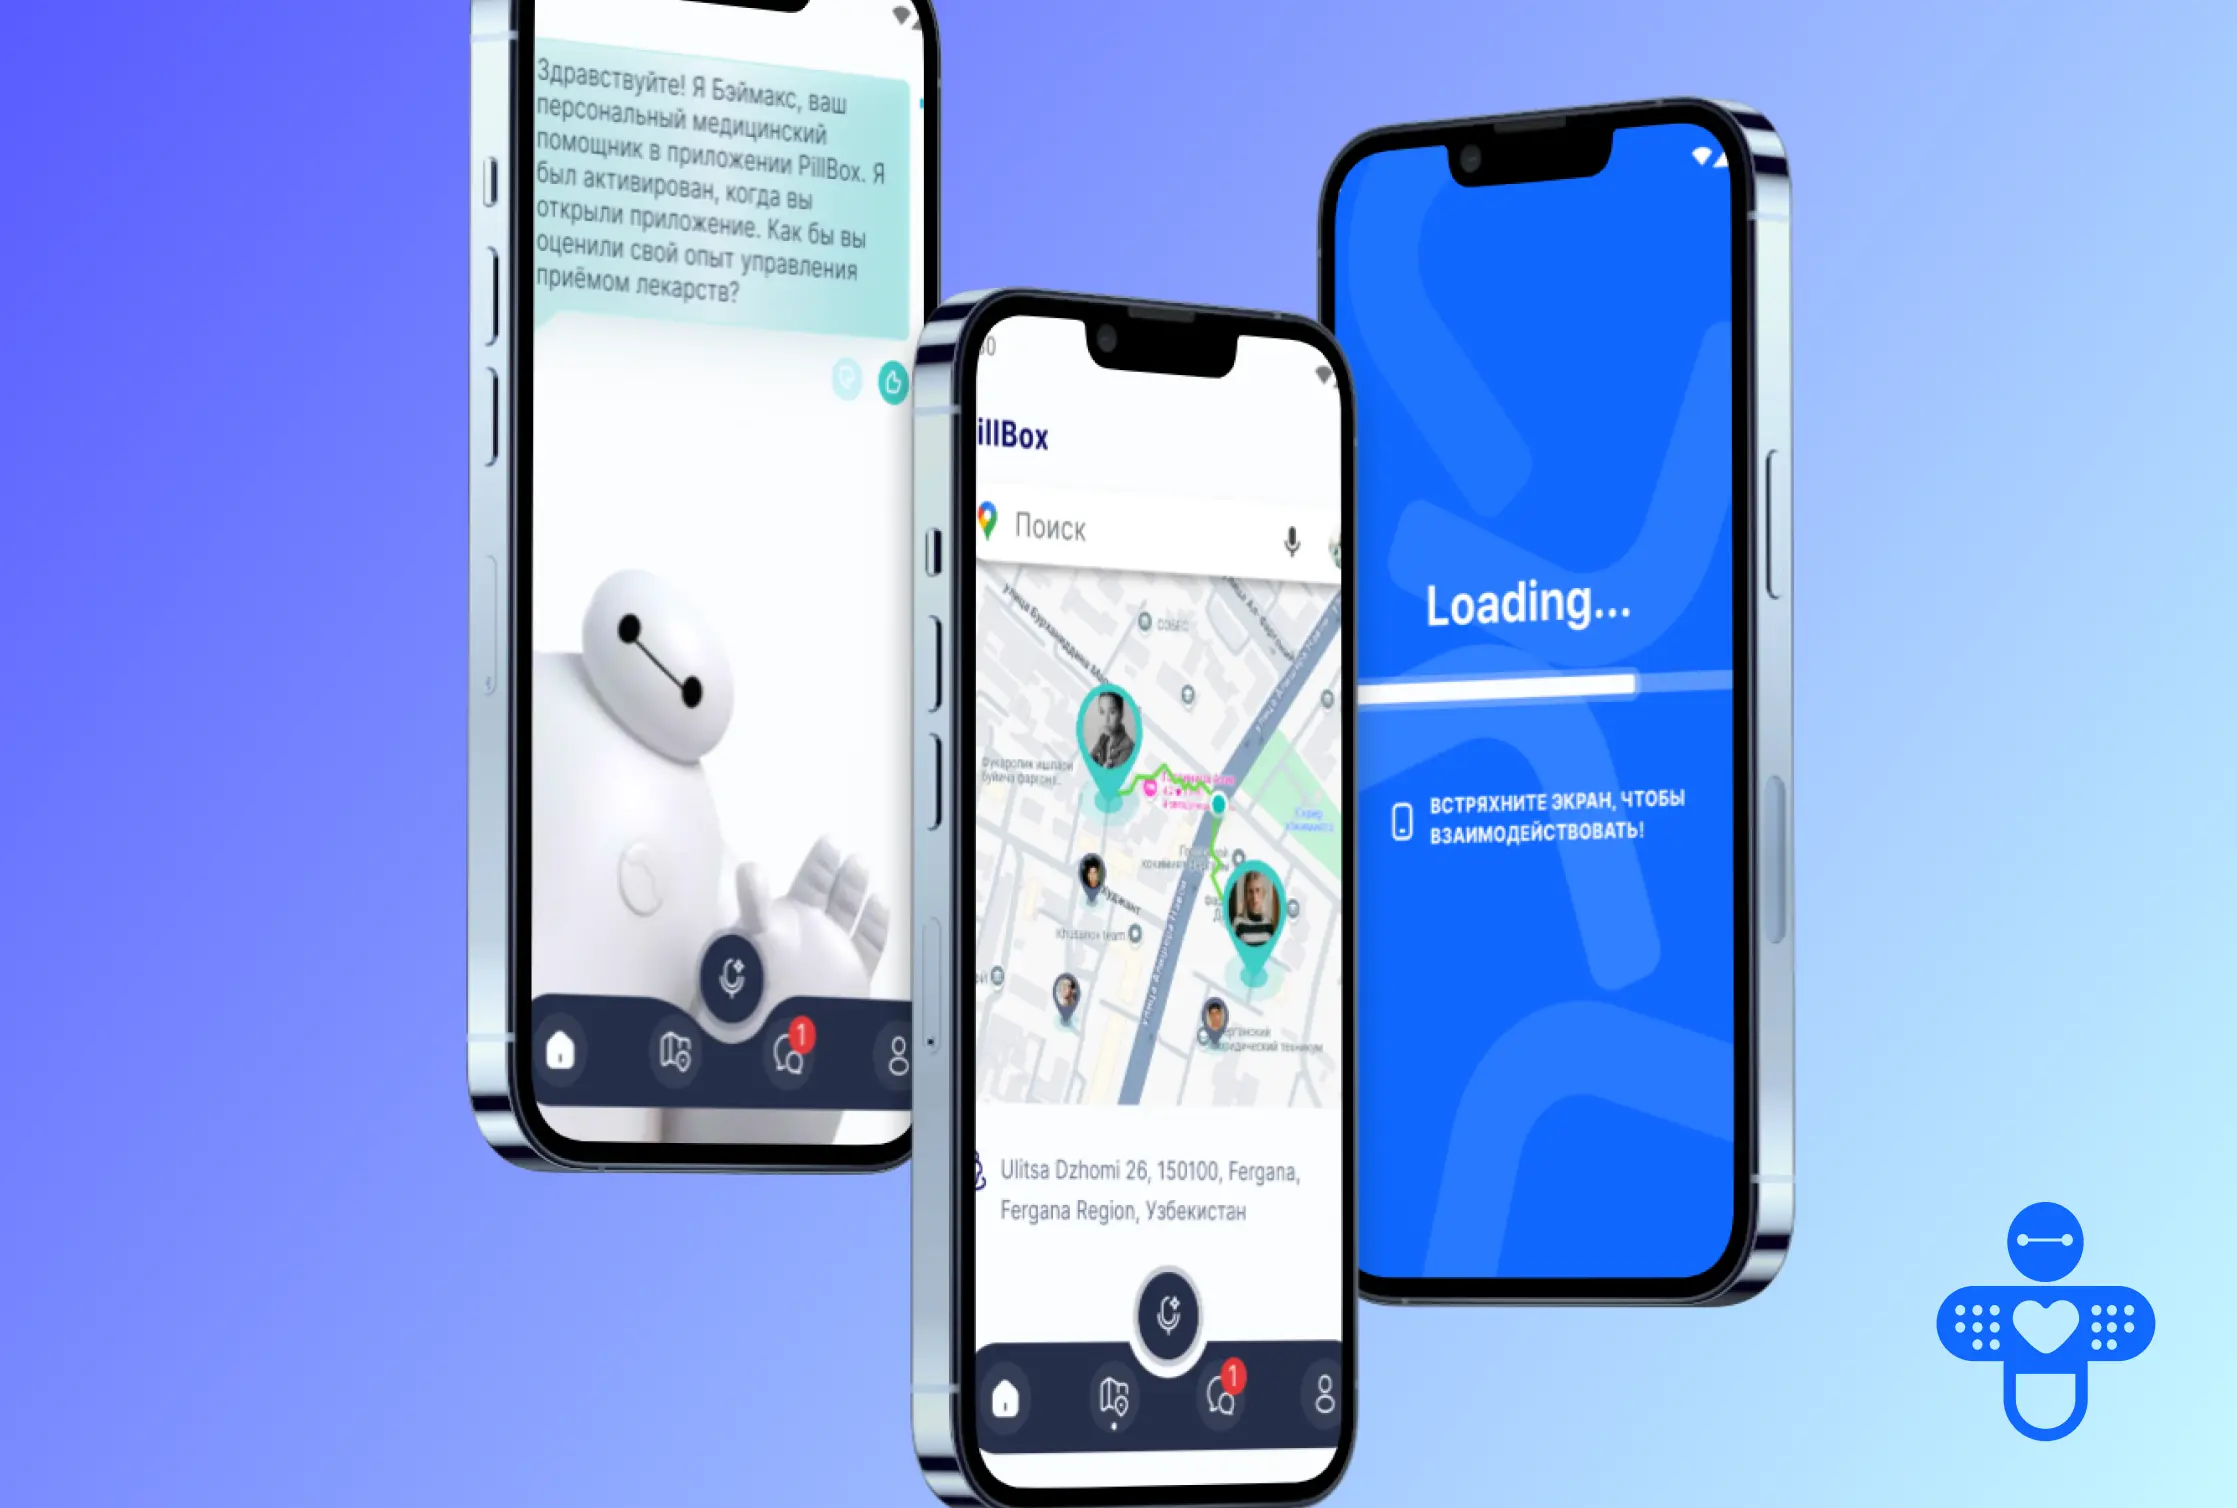 Здравствуйте! Я Бэймакс, ваш
персональный медицинский
помощник в приложении PillBox. Я
был активирован, когда вы
открыли приложение. Как бы вы
оценили свой опыт управления
приёмом лекарств?
1
illBox
Поиск
Khusanov team
Ulitsa Dzhomi 26, 150100, Fergana,
Fergana Region, Узбекистан
1
Loading...
ВСТРЯХНИТЕ ЭКРАН, ЧТОБЫ
ВЗАИМОДЕЙСТВОВАТЬ!